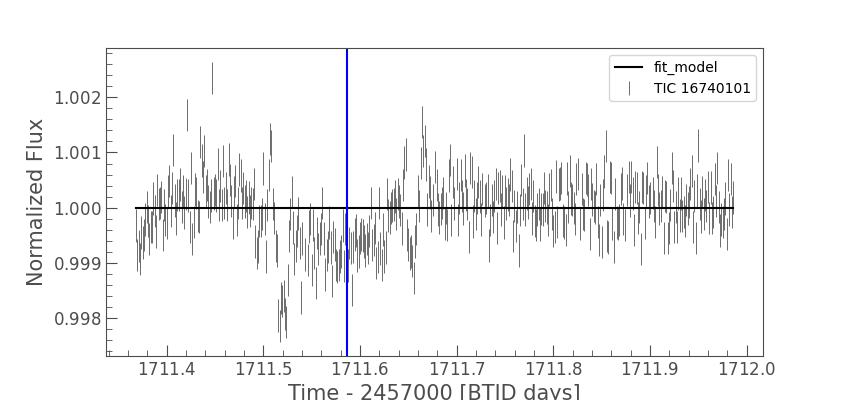 fit_model
TIC 16740101
Normalized Flux
1.002
1.001
1.000
0.999
0.998
1711.4 1711.5 1711.6 1711.7 1711.8 1711.9 1712.0
Time - 2457000 [BTJD days]